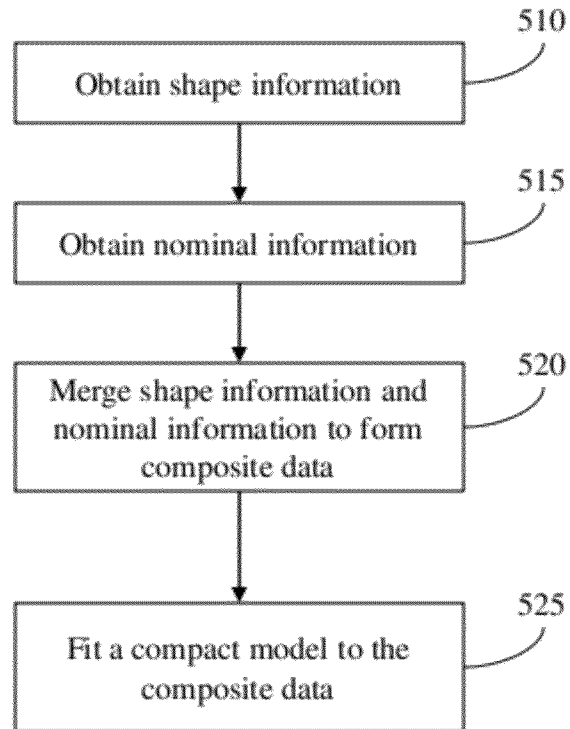 510
Obtain shape information
515
Obtain nominal information
520
Merge shape information and
nominal information to form
composite data
525
Fit a compact model to the
composite data